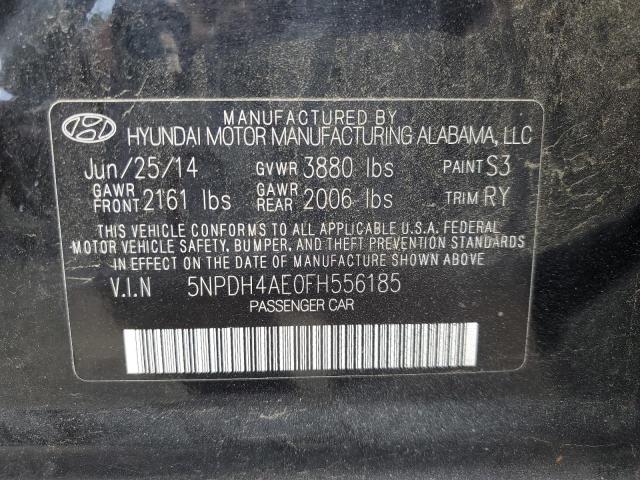 MANUFACTURED BY
HYUNDAI MOTOR MANUFACTURING ALABAMA, LLC
Jun/25/14 GVWR 3880 lbs PAINT S3
GAWR FRONT 2161 lbs GAWR REAR 2006 lbs TRIM RY
THIS VEHICLE CONFORMS TO ALL APPLICABLE U.S.A. FEDERAL
MOTOR VEHICLE SAFETY, BUMPER, AND THEFT PREVENTION STANDARDS
IN EFFECT ON THE DATE OF MANUFACTURE SHOWN ABOVE.
V.I.N 5NPDH4AE0FH556185
PASSENGER CAR